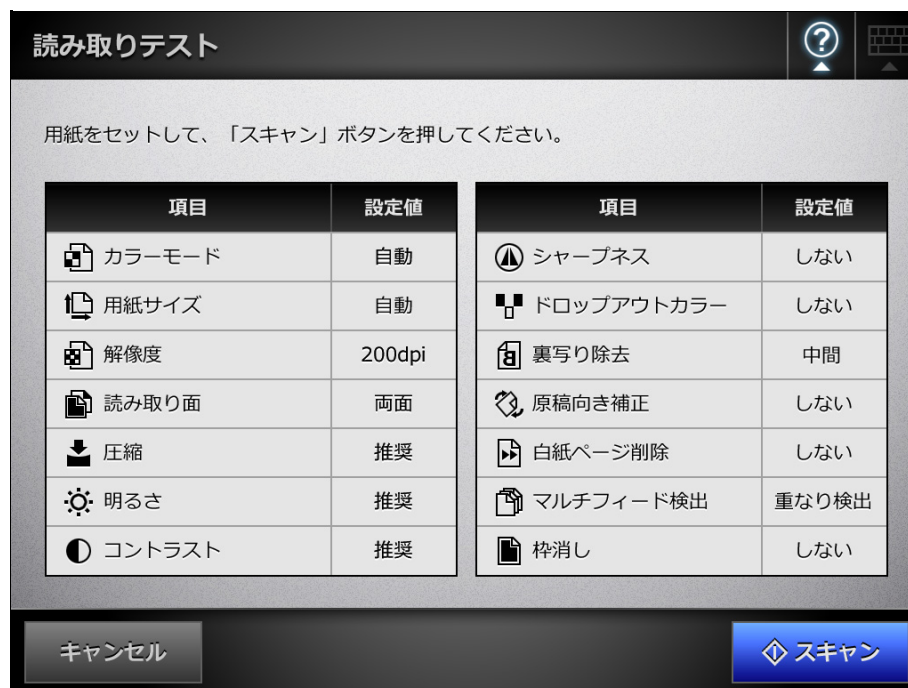 読み取りテスト
用紙をセットして、「スキャン」ボタンを押してください。
項目 設定値
カラーモード 自動
用紙サイズ 自動
解像度 200dpi
読み取り面 両面
圧縮 推奨
明るさ 推奨
コントラスト 推奨
項目 設定値
シャープネス しない
ドロップアウトカラー しない
裏写り除去 中間
原稿向き補正 しない
白紙ページ削除 しない
マルチフィード検出 重なり検出
枠消し しない
キャンセル
スキャン